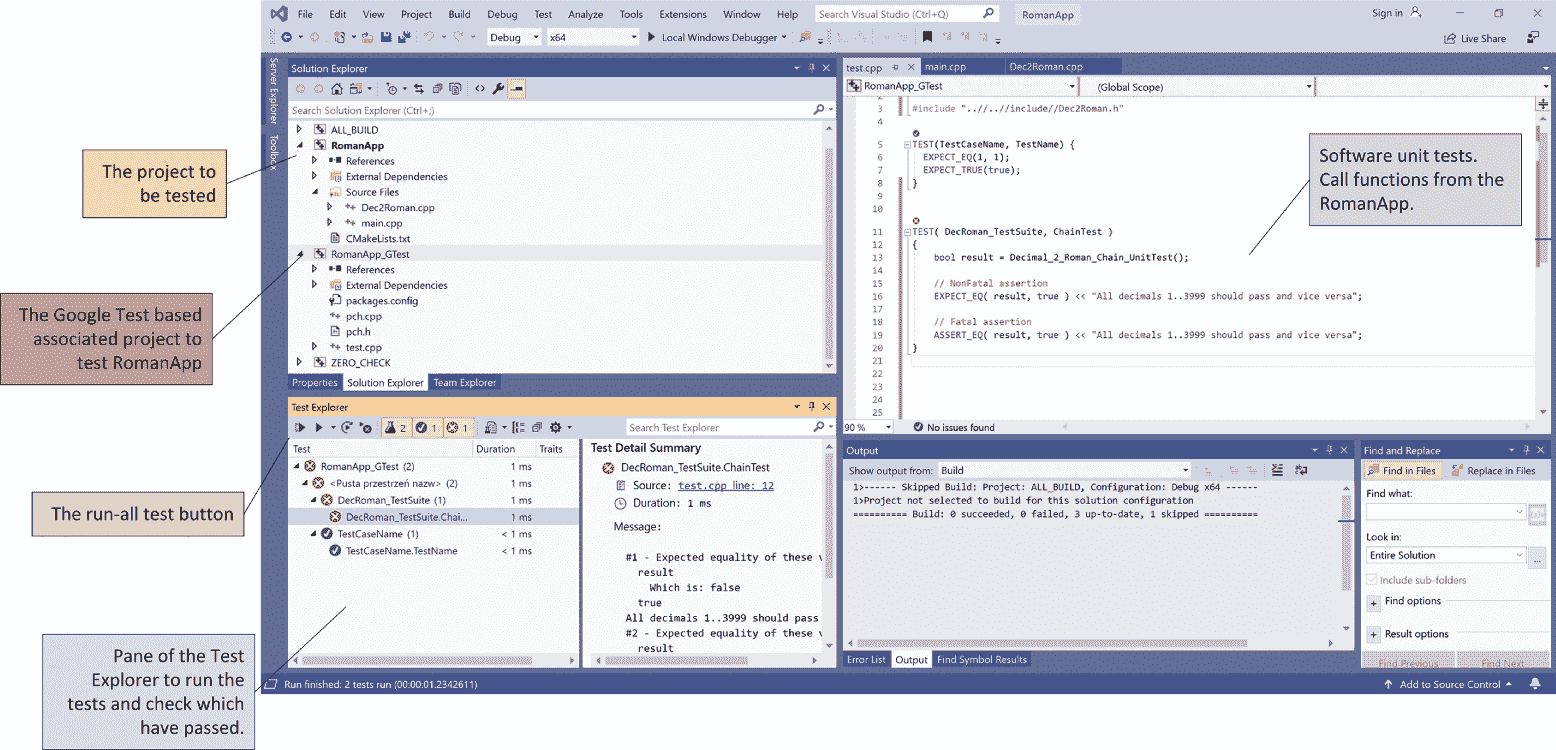 File Edit View Project Build Debug Test Analyze Tools Extensions Window Help Search Visual Studio (Ctrl+Q) RomanApp Sign in
Debug x64 Local Windows Debugger Live Share
Server Explorer
Toolbox
Solution Explorer
Search Solution Explorer (Ctrl+;)
ALL_BUILD
RomanApp
References
External Dependencies
Source Files
Dec2Roman.cpp
main.cpp
CMakeLists.txt
RomanApp_GTest
References
External Dependencies
packages.config
pch.cpp
pch.h
test.cpp
ZERO_CHECK
Properties Solution Explorer Team Explorer
The project to
be tested
The Google Test based
associated project to
test RomanApp
The run-all test button
Pane of the Test
Explorer to run the
tests and check which
have passed.
test.cpp main.cpp Dec2Roman.cpp
RomanApp_GTest (Global Scope)
2
3 #include "..//..//include//Dec2Roman.h"
4
5 TEST(TestCaseName, TestName) {
6 EXPECT_EQ(1, 1);
7 EXPECT_TRUE(true);
8 }
9
10
11 TEST( DecRoman_TestSuite, ChainTest )
12 {
13 bool result = Decimal_2_Roman_Chain_UnitTest();
14
15 // NonFatal assertion
16 EXPECT_EQ( result, true ) << "All decimals 1..3999 should pass and vice versa";
17
18 // Fatal assertion
19 ASSERT_EQ( result, true ) << "All decimals 1..3999 should pass and vice versa";
20 }
21
22
23
24
25
90 % No issues found
Software unit tests.
Call functions from the
RomanApp.
Test Explorer
2 1 1 Search Test Explorer
Test Duration Traits
RomanApp_GTest (2) 1 ms
<Pusta przestrzeń nazw> (2) 1 ms
DecRoman_TestSuite (1) 1 ms
DecRoman_TestSuite.Chai... 1 ms
TestCaseName (1) < 1 ms
TestCaseName.TestName < 1 ms
Test Detail Summary
DecRoman_TestSuite.ChainTest
Source: test.cpp line: 12
Duration: 1 ms
Message:
#1 - Expected equality of these v
result
Which is: false
true
All decimals 1..3999 should pass
#2 - Expected equality of these v
result
Output
Show output from: Build
1>------ Skipped Build: Project: ALL_BUILD, Configuration: Debug x64 ------
1>Project not selected to build for this solution configuration
========== Build: 0 succeeded, 0 failed, 3 up-to-date, 1 skipped ==========
Error List Output Find Symbol Results
Find and Replace
Find in Files Replace in Files
Find what:
Look in:
Entire Solution
...
Include sub-folders
Find options
Result options
Find Previous Find Next
Run finished: 2 tests run (00:00:01.2342611) Add to Source Control